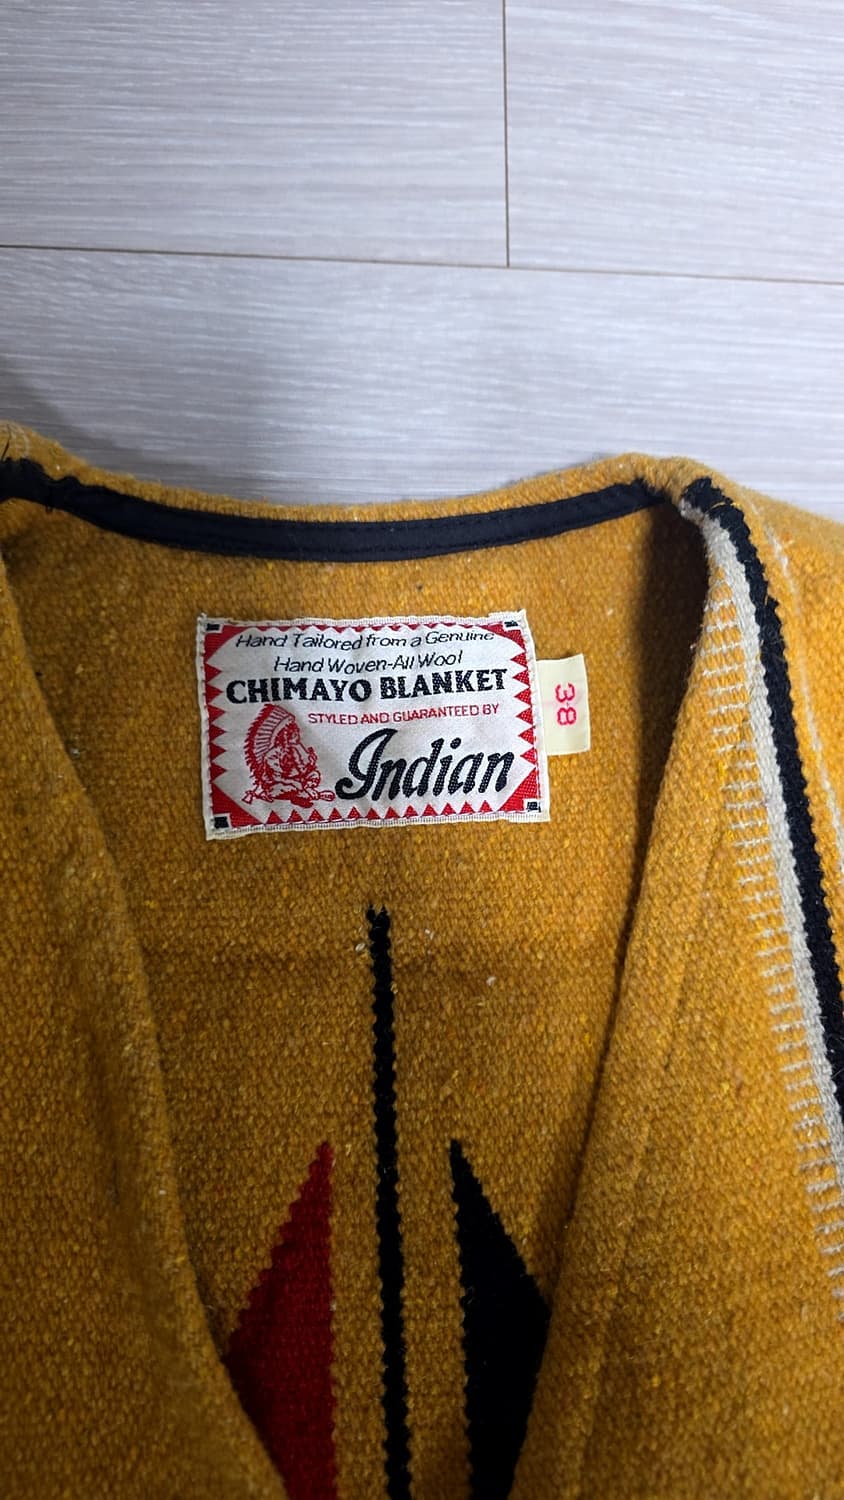 Hand Tailored from a Genuine
Hand Woven-All Wool
CHIMAYO BLANKET
STYLED AND GUARANTEED BY
Indian
38